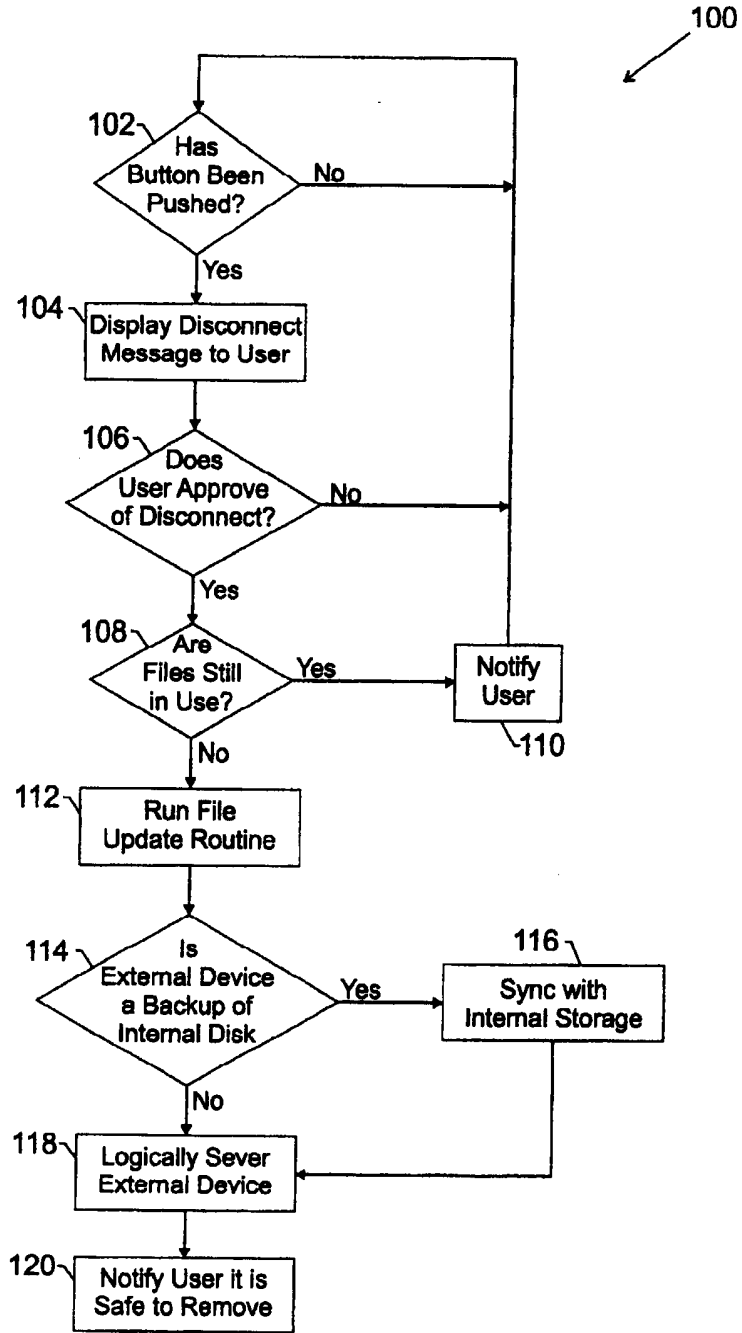 100
102
Has
Button Been
Pushed?
No
Yes
104
Display Disconnect
Message to User
106
Does
User Approve
of Disconnect?
No
Yes
108
Are
Files Still
in Use?
Yes
Notify
User
110
No
112
Run File
Update Routine
114
Is
External Device
a Backup of
Internal Disk
Yes
116
Sync with
Internal Storage
No
118
Logically Sever
External Device
120
Notify User it is
Safe to Remove